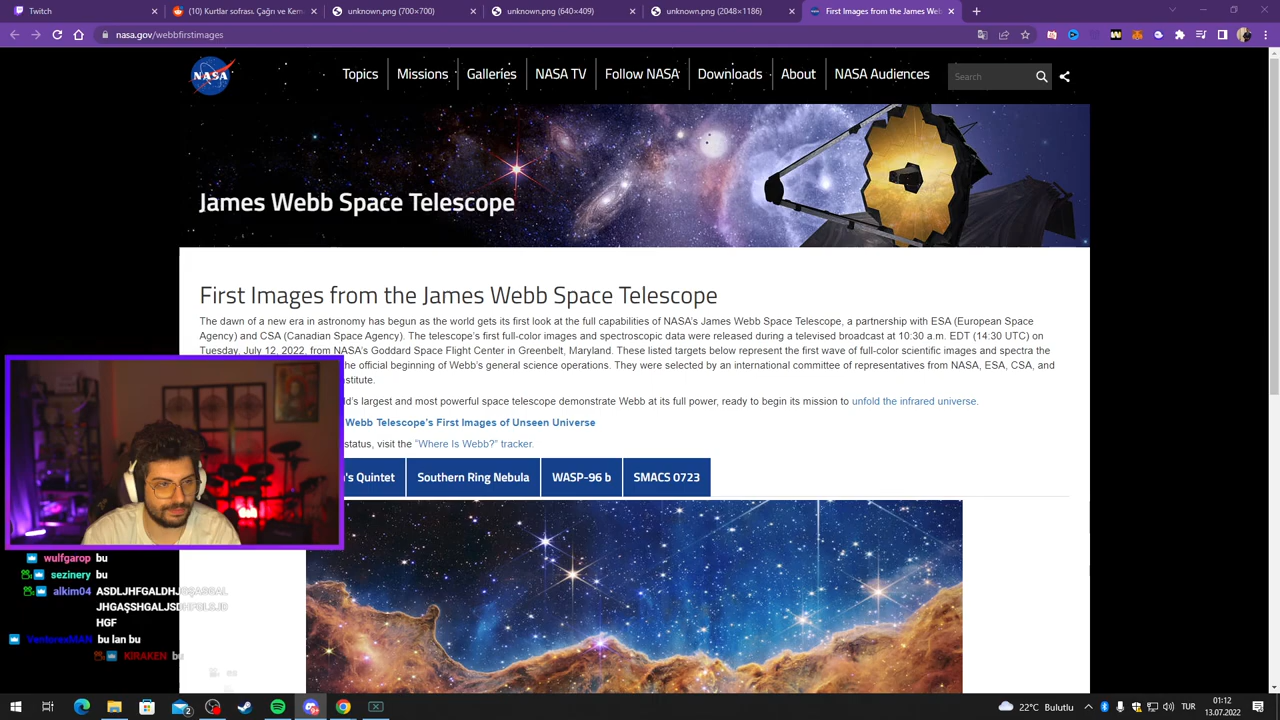 Twitch
(10) Kurtlar sofrası (Çağrı ve Kem
unknown.png (700×700)
unknown.png (640×409)
unknown.png (2048×1186)
First Images from the James Web
nasa.gov/webbfirstimages
NASA
Topics
Missions
Galleries
NASA TV
Follow NASA
Downloads
About
NASA Audiences
Search
James Webb Space Telescope
First Images from the James Webb Space Telescope
The dawn of a new era in astronomy has begun as the world gets its first look at the full capabilities of NASA's James Webb Space Telescope, a partnership with ESA (European Space
Agency) and CSA (Canadian Space Agency). The telescope's first full-color images and spectroscopic data were released during a televised broadcast at 10:30 a.m. EDT (14:30 UTC) on
Tuesday, July 12, 2022, from NASA's Goddard Space Flight Center in Greenbelt, Maryland. These listed targets below represent the first wave of full-color scientific images and spectra the
he official beginning of Webb's general science operations. They were selected by an international committee of representatives from NASA, ESA, CSA, and
stitute.
ld's largest and most powerful space telescope demonstrate Webb at its full power, ready to begin its mission to unfold the infrared universe.
Webb Telescope's First Images of Unseen Universe
status, visit the "Where Is Webb?" tracker.
's Quintet
Southern Ring Nebula
WASP-96 b
SMACS 0723
wulfgarop bu
sezinery bu
alkim04
bu lan bu
KIRAKEN bu
22°C Bulutlu
TUR
01:12
13.07.2022